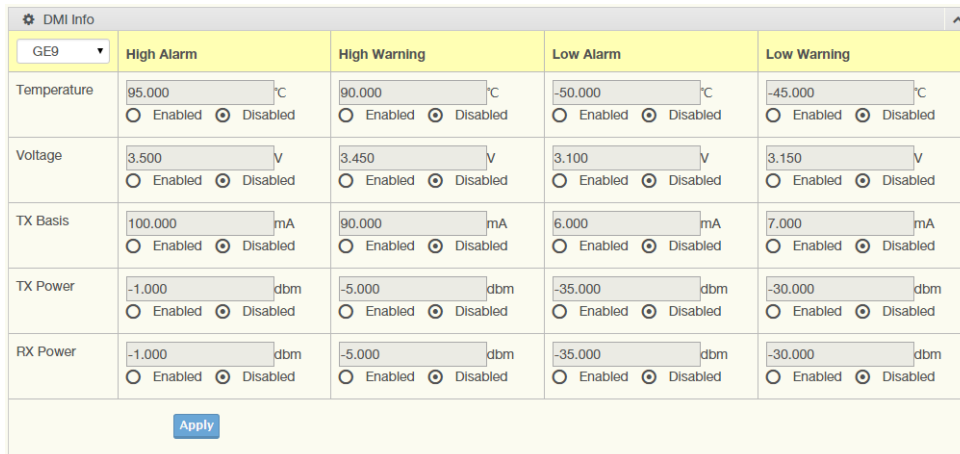 DMI Info
GE9 High Alarm High Warning Low Alarm Low Warning
Temperature 95.000 ℃ 90.000 ℃ -50.000 ℃ -45.000 ℃
Enabled Disabled Enabled Disabled Enabled Disabled Enabled Disabled
Voltage 3.500 V 3.450 V 3.100 V 3.150 V
Enabled Disabled Enabled Disabled Enabled Disabled Enabled Disabled
TX Basis 100.000 mA 90.000 mA 6.000 mA 7.000 mA
Enabled Disabled Enabled Disabled Enabled Disabled Enabled Disabled
TX Power -1.000 dbm -5.000 dbm -35.000 dbm -30.000 dbm
Enabled Disabled Enabled Disabled Enabled Disabled Enabled Disabled
RX Power -1.000 dbm -5.000 dbm -35.000 dbm -30.000 dbm
Enabled Disabled Enabled Disabled Enabled Disabled Enabled Disabled
Apply